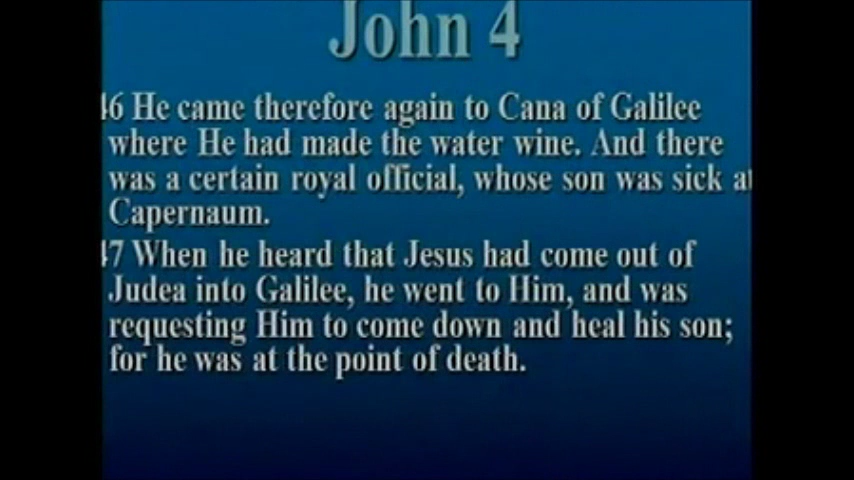 John 4
46 He came therefore again to Cana of Galilee
where He had made the water wine. And there
was a certain royal official, whose son was sick at
Capernaum.
47 When he heard that Jesus had come out of
Judea into Galilee, he went to Him, and was
requesting Him to come down and heal his son;
for he was at the point of death.